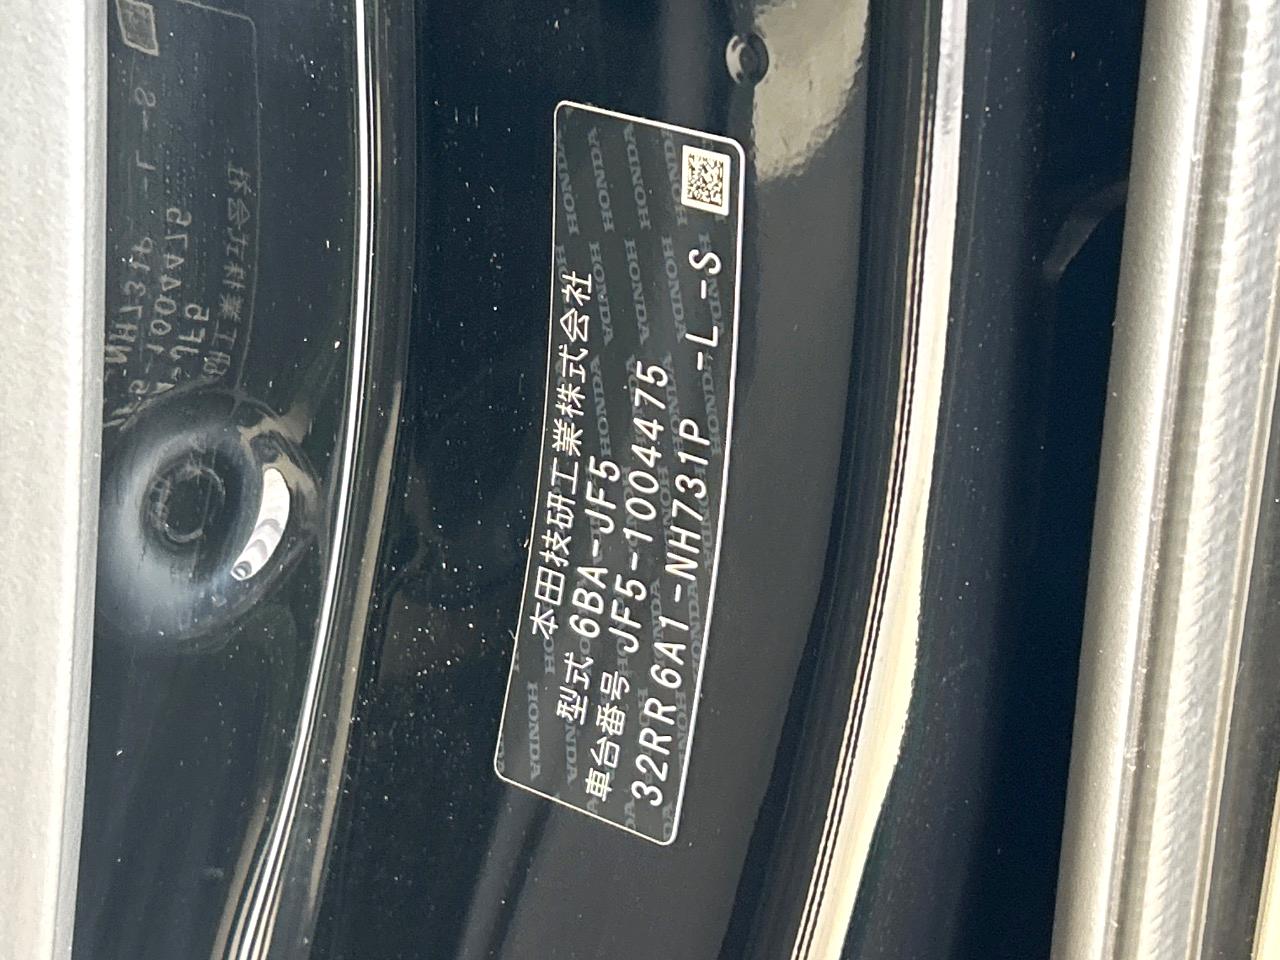 本田技研工業株式会社
型式 6BA-JF5
車台番号 JF5-1004475
32RR6A1-NH731P -L -S